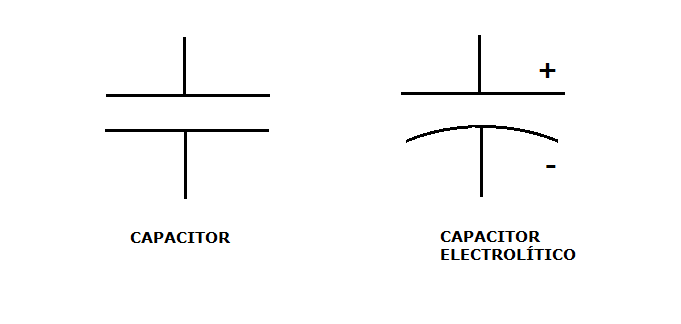 +
-
CAPACITOR
CAPACITOR
ELECTROLÍTICO